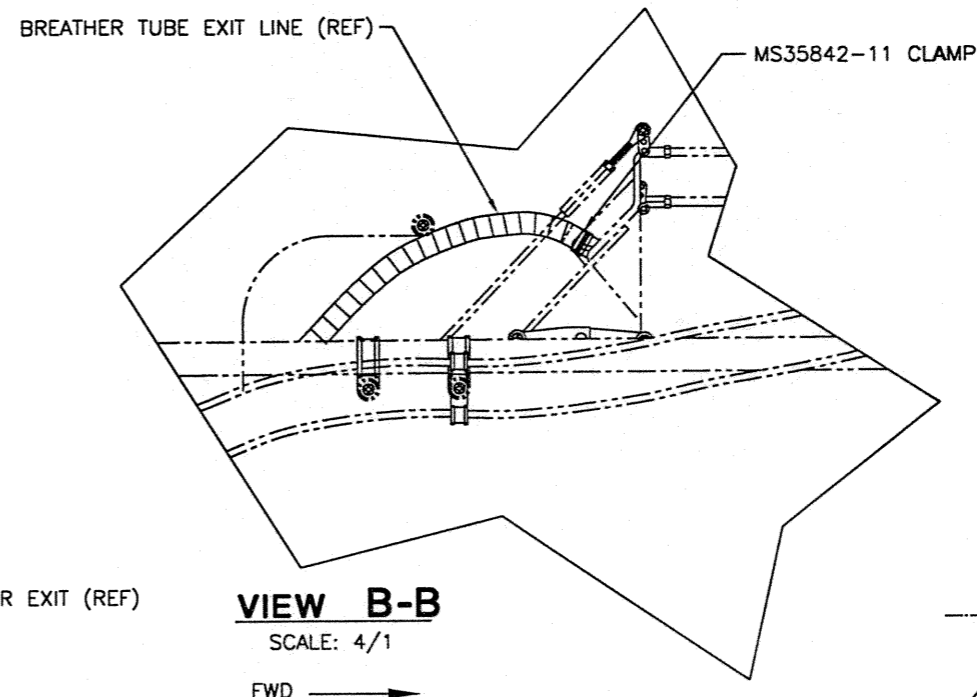 BREATHER TUBE EXIT LINE (REF)
MS35842-11 CLAMP
R EXIT (REF)
VIEW B-B
SCALE: 4/1
FWD